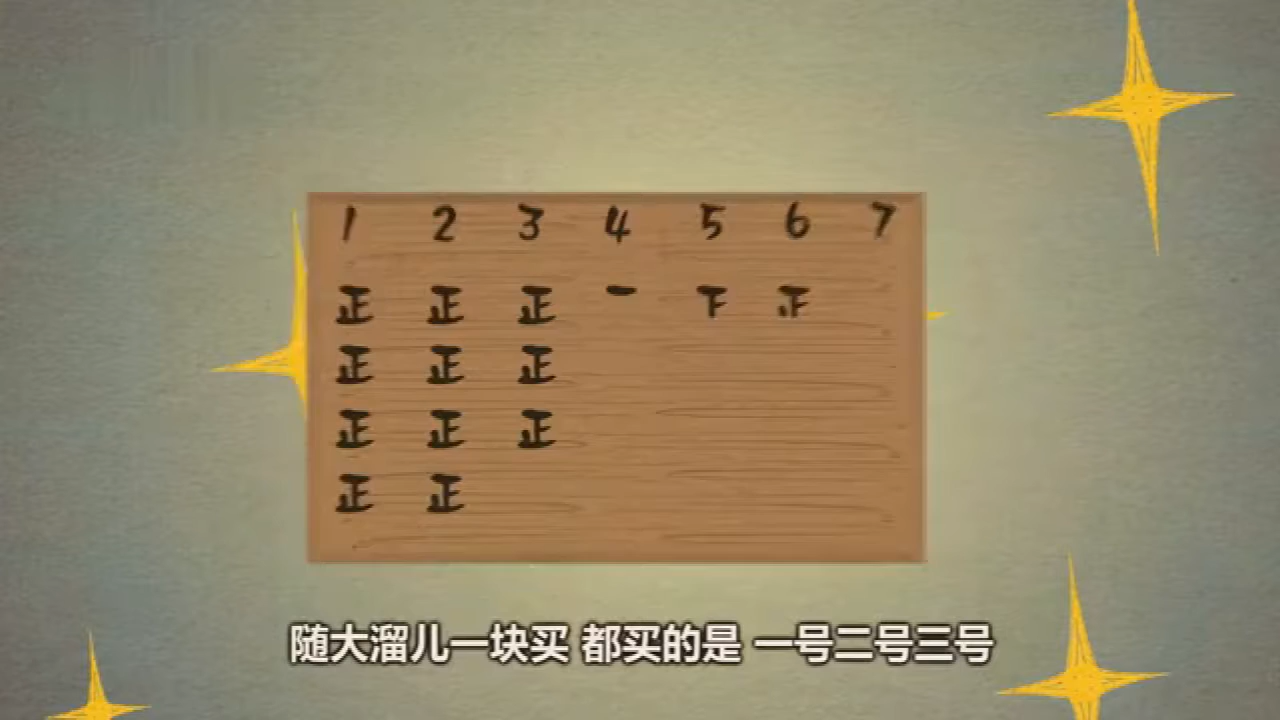 1 2 3 4 5 6 7
正 正 正 一 下 止
正 正 正
正 正 正
正 正
随大溜儿一块买 都买的是 一号二号三号